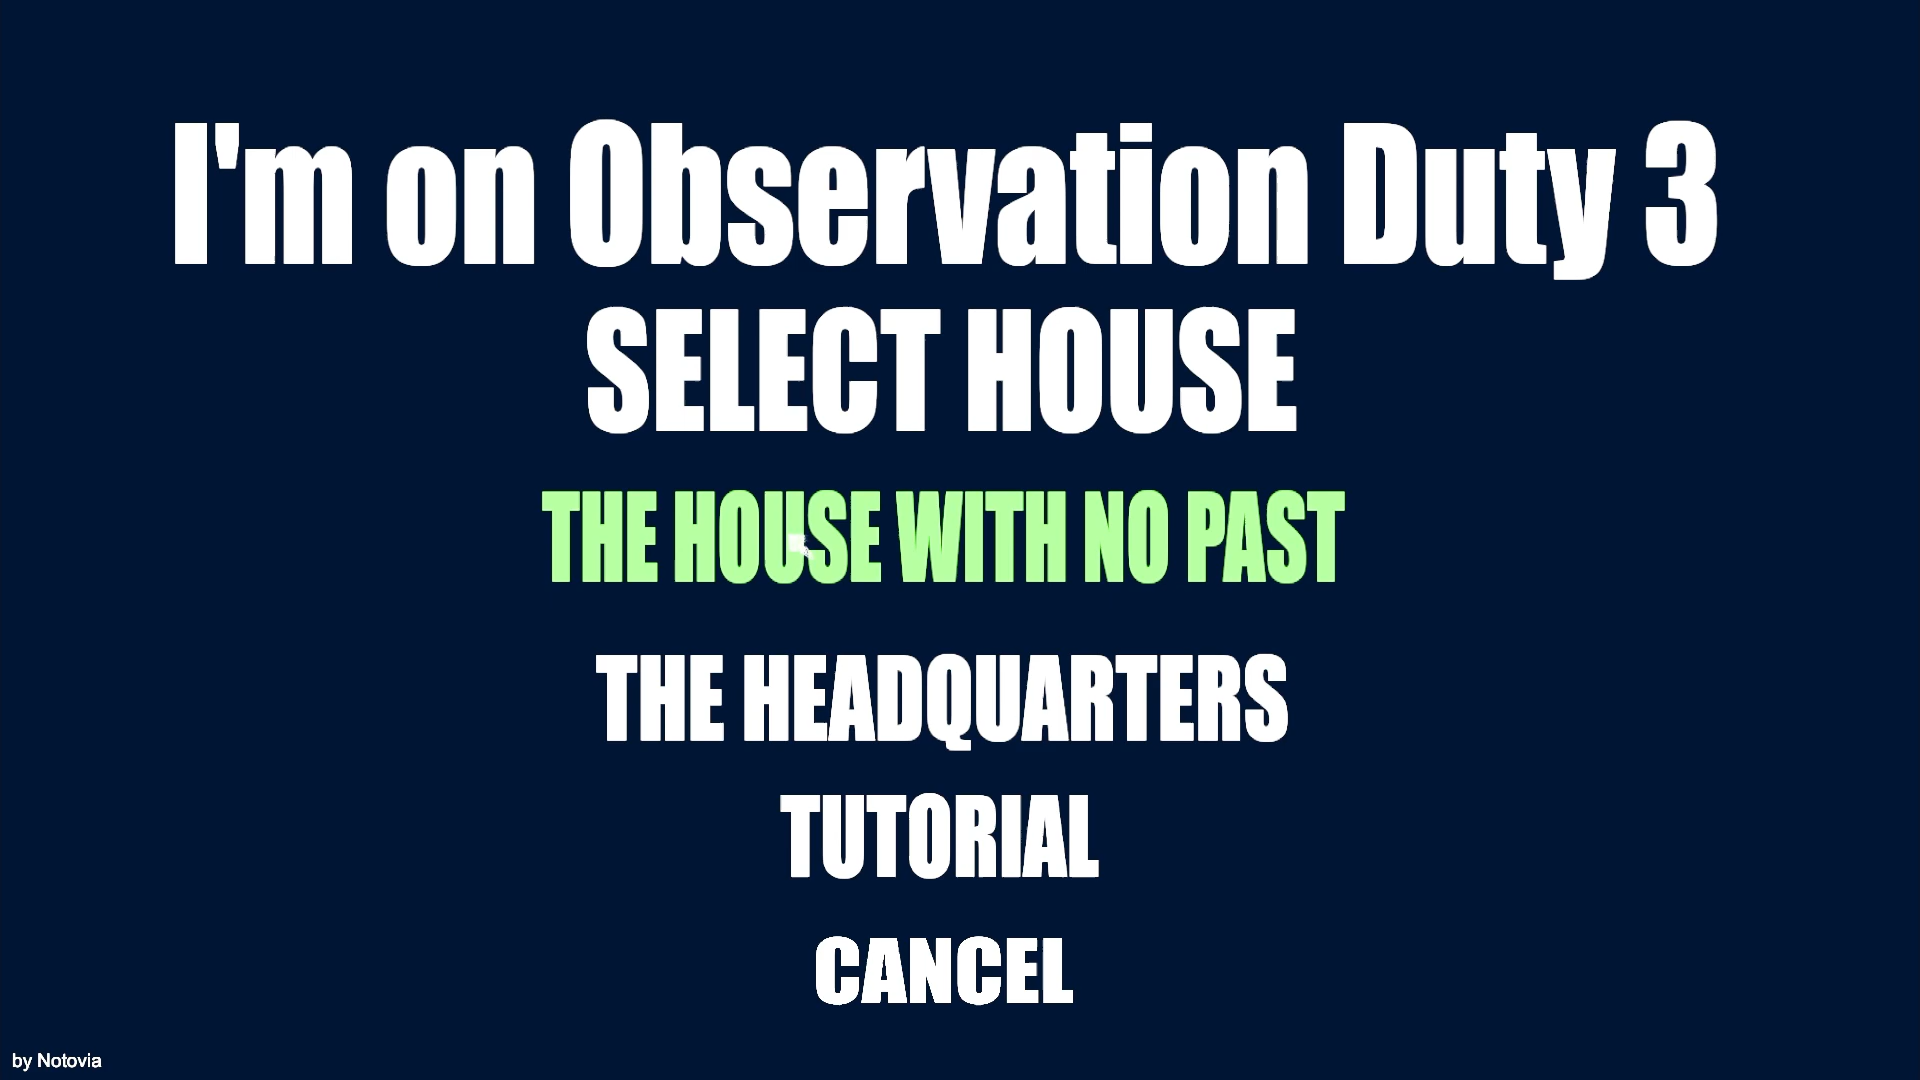 I'm on Observation Duty 3
SELECT HOUSE
THE HOUSE WITH NO PAST
THE HEADQUARTERS
TUTORIAL
CANCEL
by Notovia